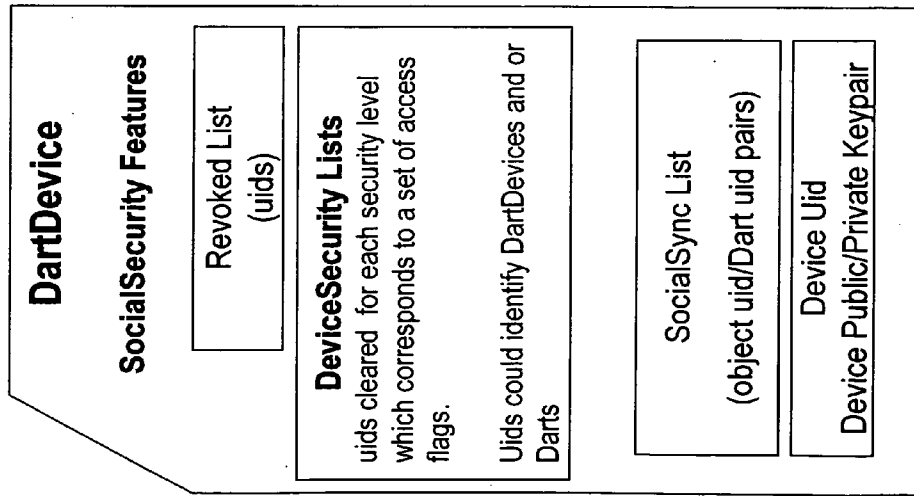 DartDevice
SocialSecurity Features
Revoked List
(uids)
DeviceSecurity Lists
uids cleared for each security level
which corresponds to a set of access
flags.
Uids could identify DartDevices and or
Darts
SocialSync List
(object uid/Dart uid pairs)
Device Uid
Device Public/Private Keypair